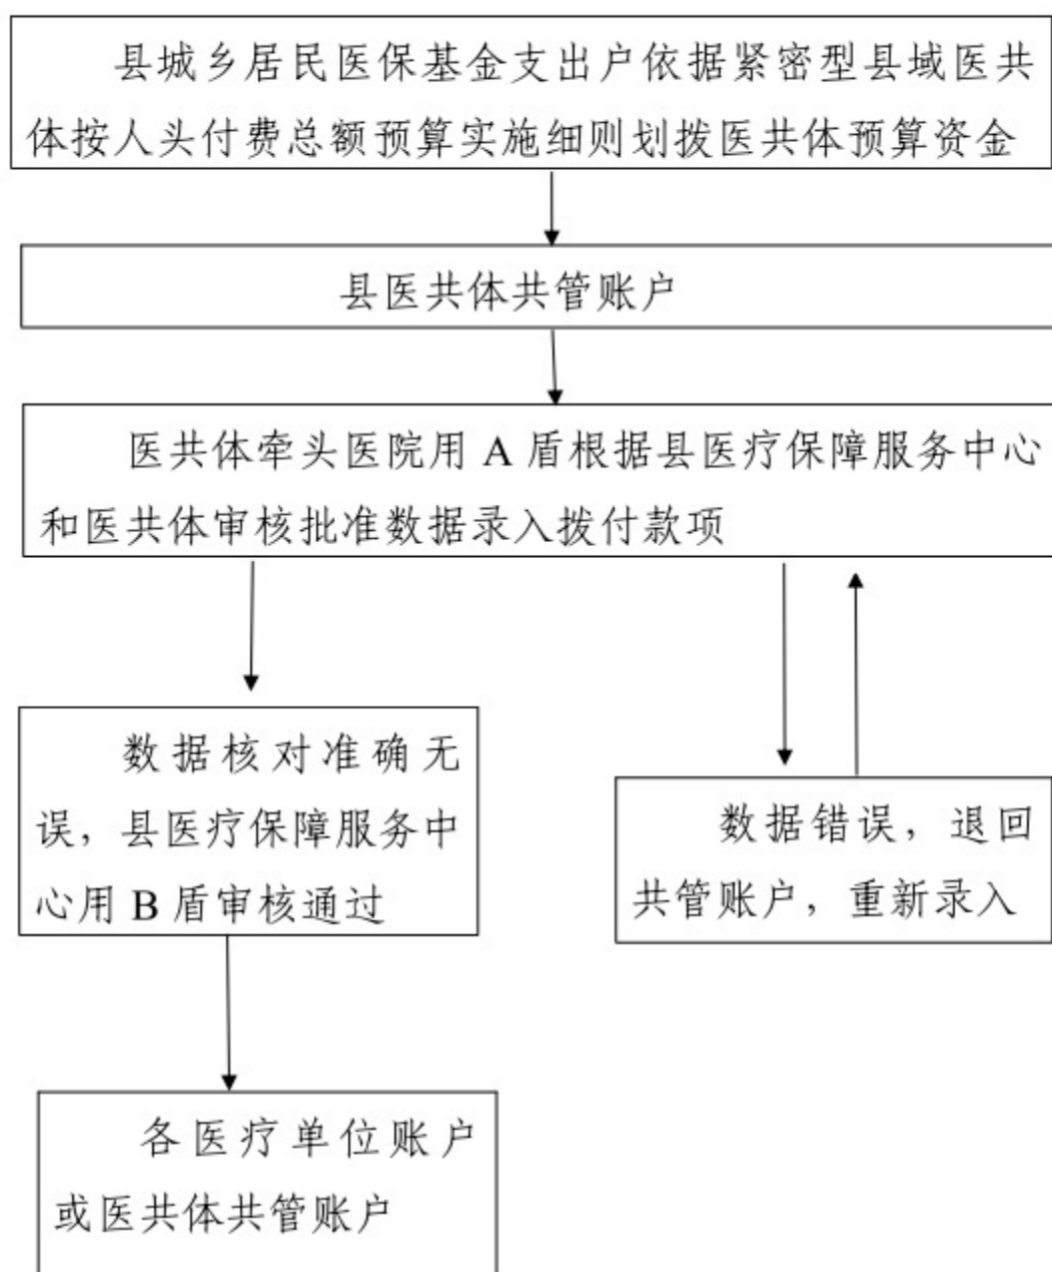 县城乡居民医保基金支出户依据紧密型县域医共
体按人头付费总额预算实施细则划拨医共体预算资金
县医共体共管账户
医共体牵头医院用 A 盾根据县医疗保障服务中心
和医共体审核批准数据录入拨付款项
数据核对准确无
误，县医疗保障服务中
心用 B 盾审核通过
数据错误，退回
共管账户，重新录入
各医疗单位账户
或医共体共管账户